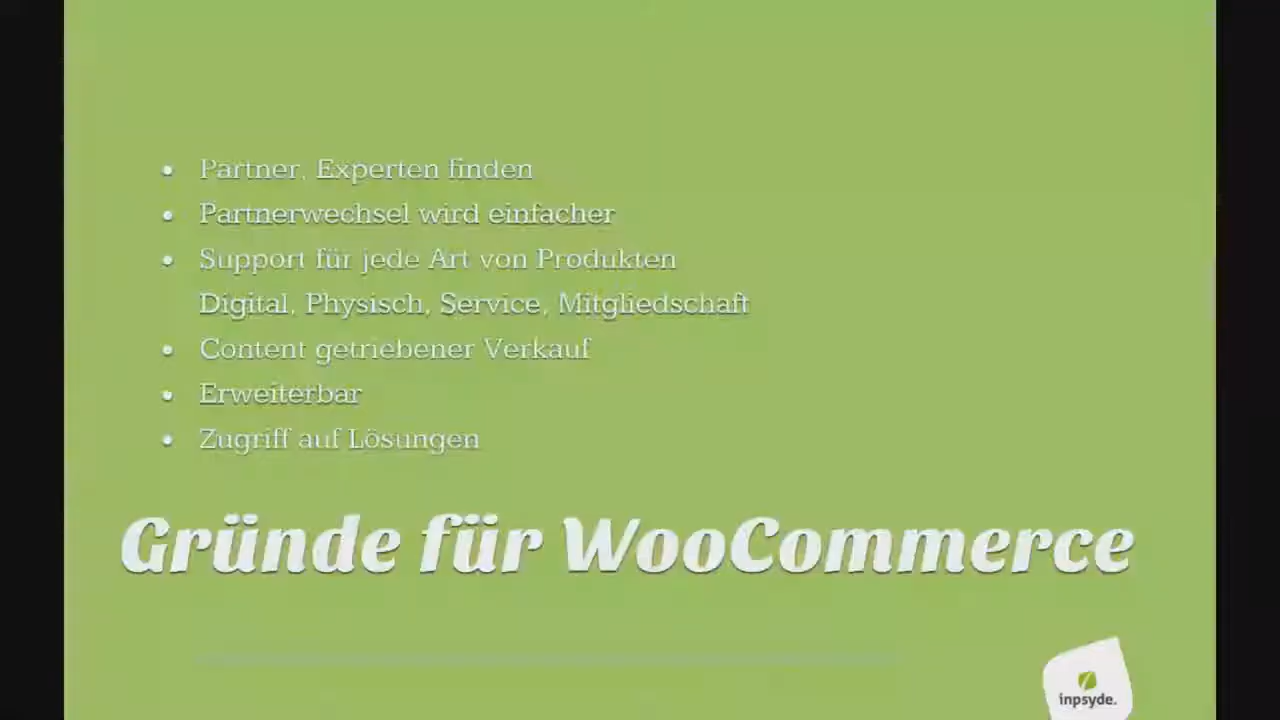 • Partner, Experten finden
• Partnerwechsel wird einfacher
• Support für jede Art von Produkten
Digital, Physisch, Service, Mitgliedschaft
• Content getriebener Verkauf
• Erweiterbar
• Zugriff auf Lösungen
Gründe für WooCommerce
inpsyde.